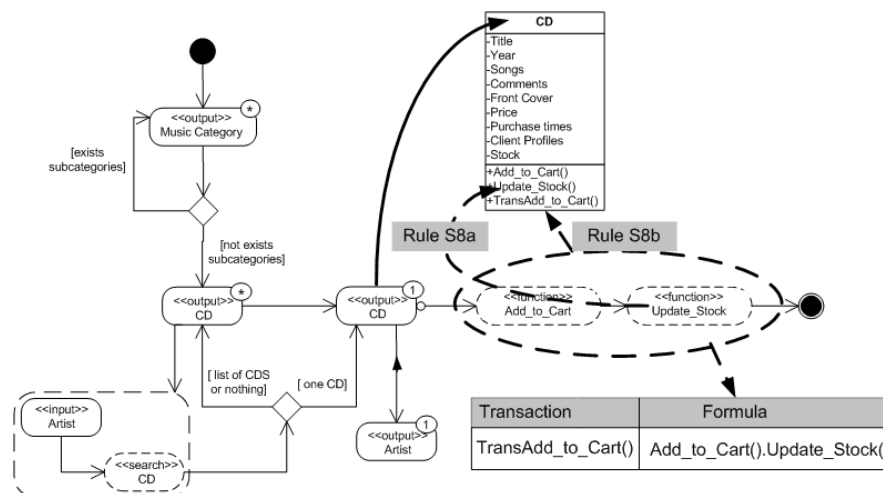 CD
-Title
-Year
-Songs
-Comments
-Front Cover
-Price
-Purchase times
-Client Profiles
-Stock
+Add_to_Cart()
+Update_Stock()
+TransAdd_to_Cart()
<<output>>
Music Category
*
[exists
subcategories]
[not exists
subcategories]
Rule S8a
Rule S8b
<<output>>
CD
*
<<output>>
CD
1
<<function>>
Add_to_Cart
<<function>>
Update_Stock
[ list of CDS
or nothing]
[ one CD]
<<input>>
Artist
<<search>>
CD
<<output>>
Artist
1
Transaction
Formula
TransAdd_to_Cart()
Add_to_Cart().Update_Stock(